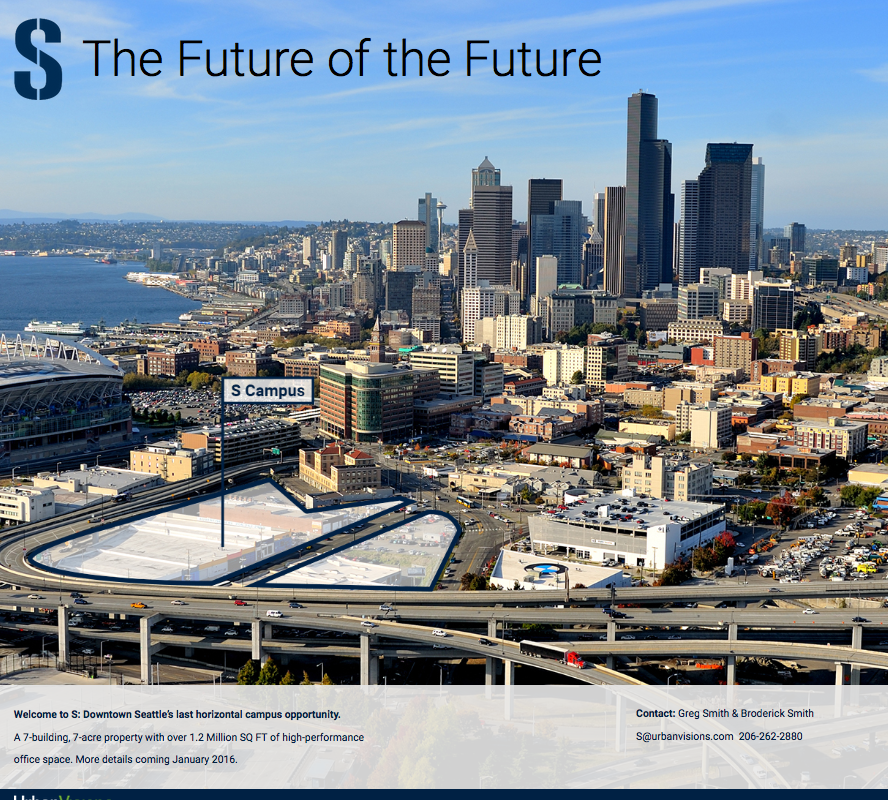 S The Future of the Future
S Campus
Welcome to S: Downtown Seattle's last horizontal campus opportunity.
A 7-building, 7-acre property with over 1.2 Million SQ FT of high-performance
office space. More details coming January 2016.
Contact: Greg Smith & Broderick Smith
S@urbanvisions.com 206-262-2880